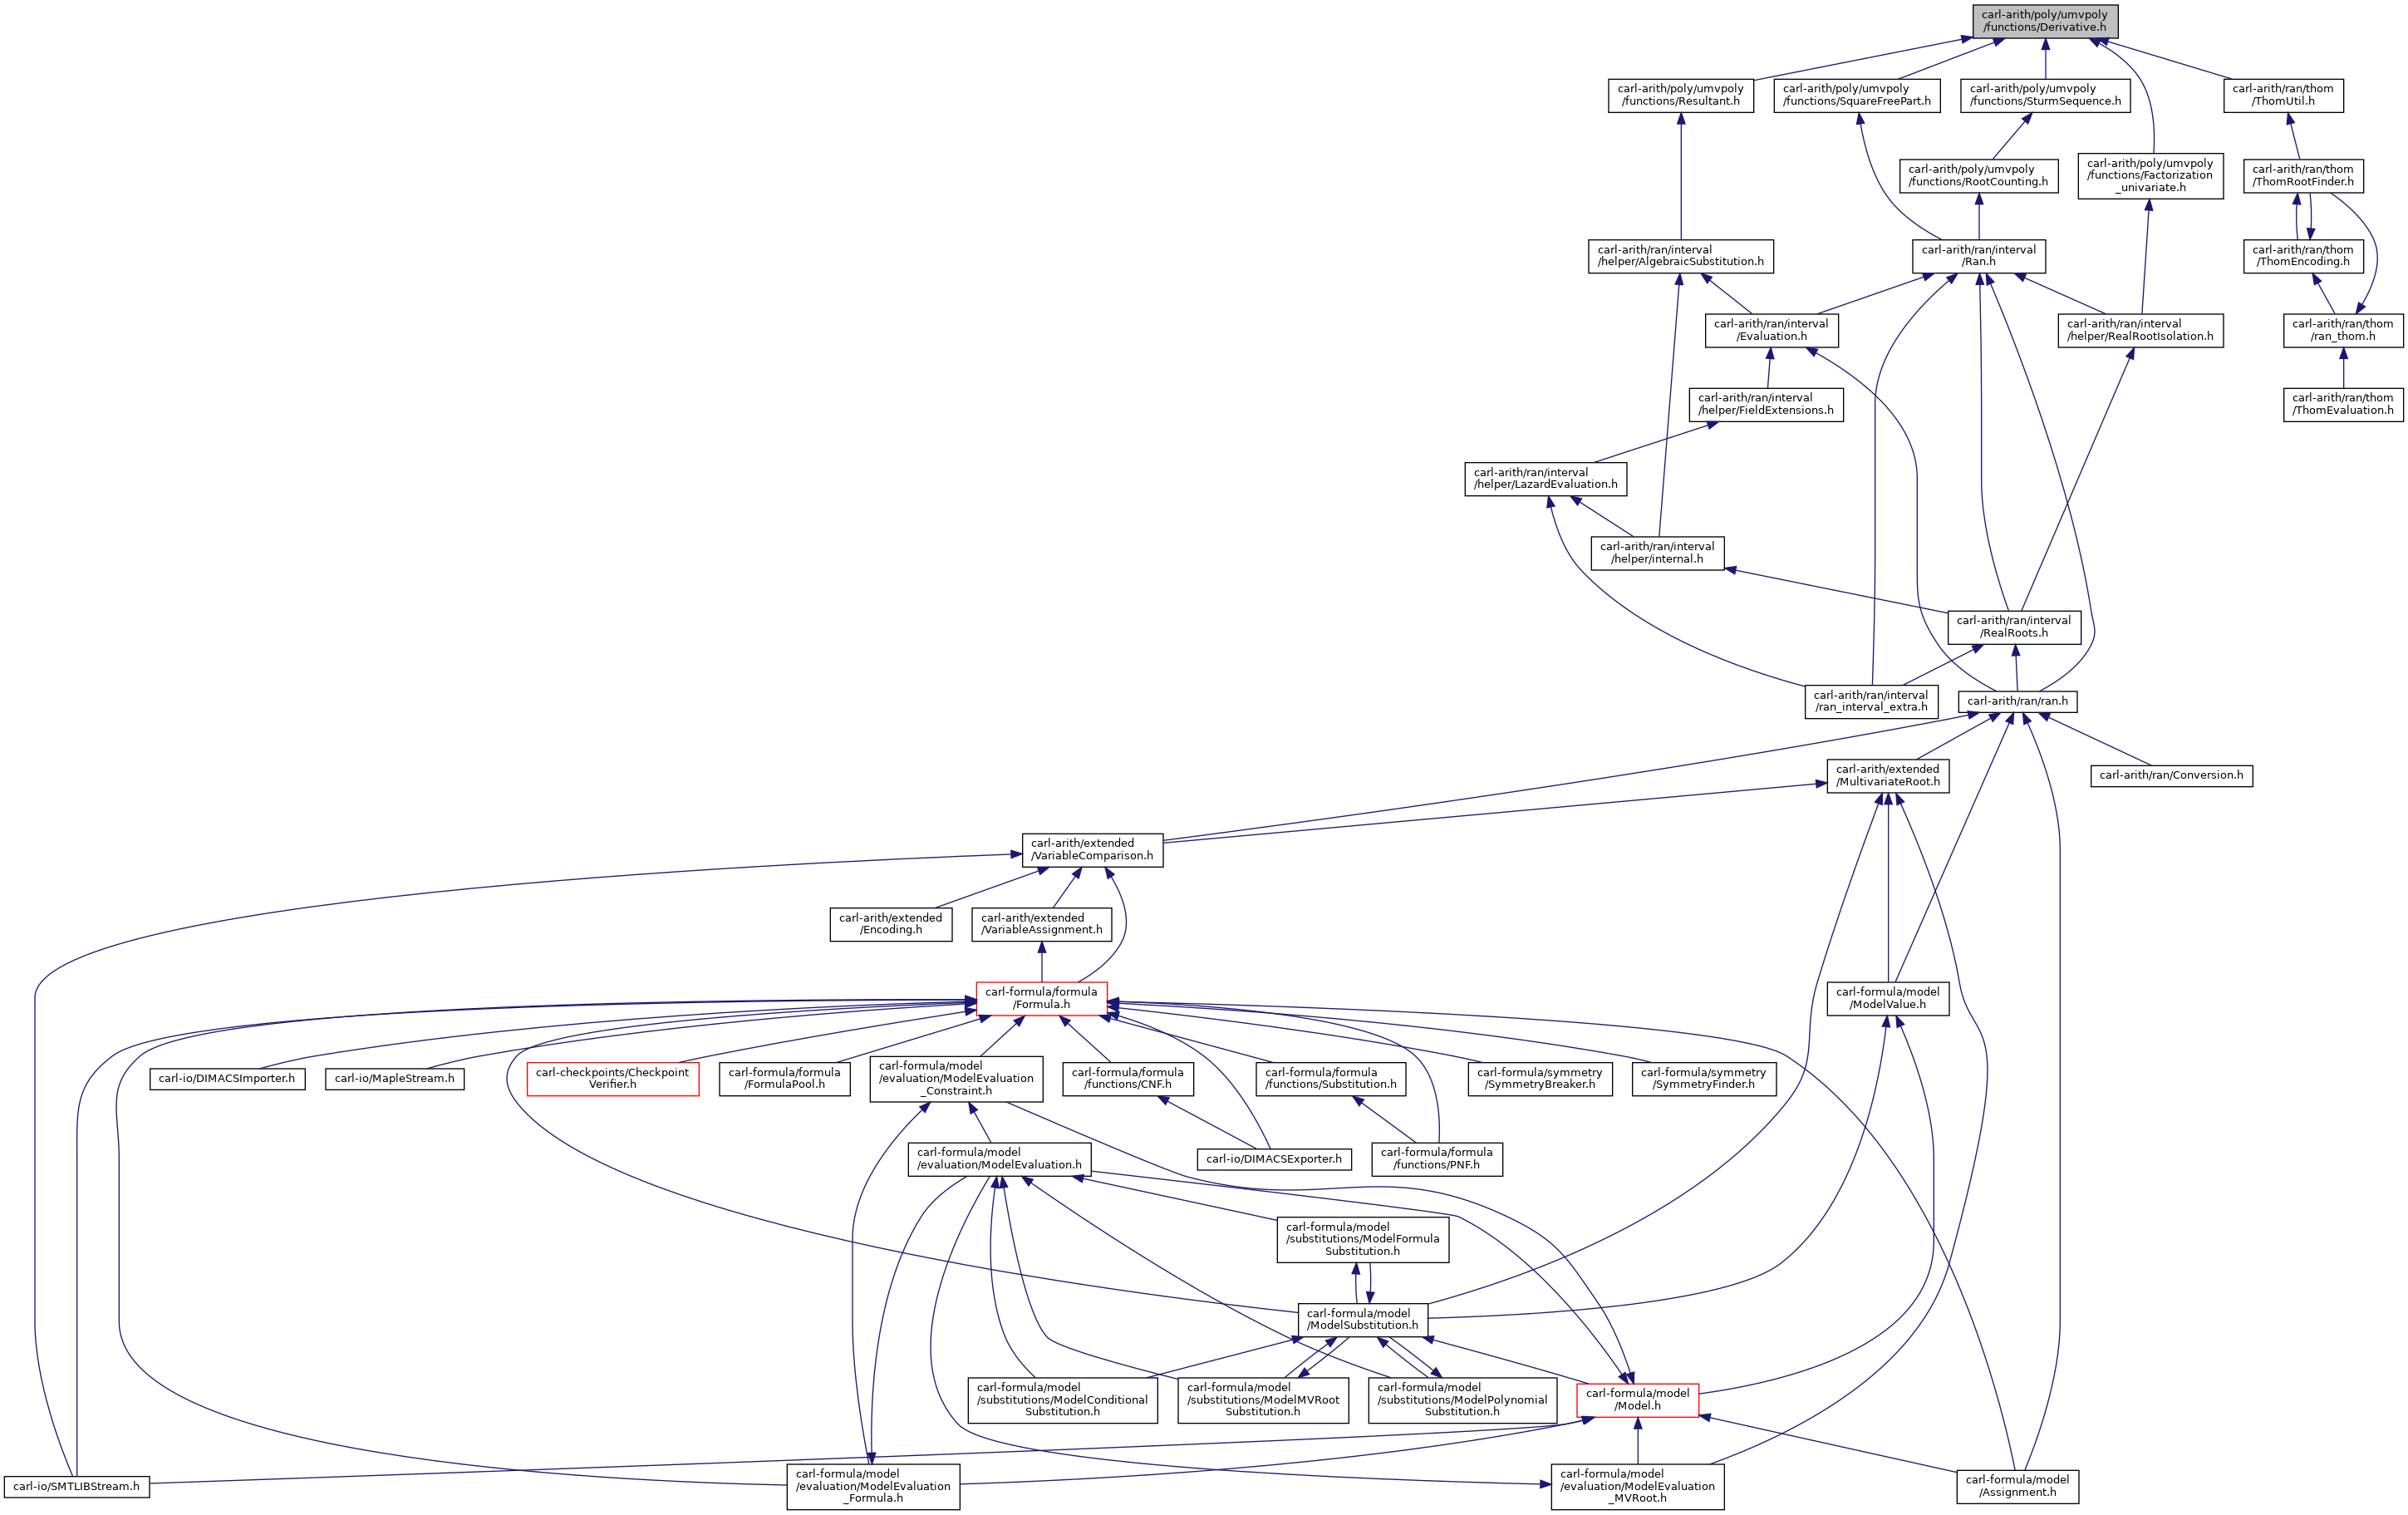 carl-arith/poly/umvpoly
/functions/Derivative.h
carl-arith/poly/umvpoly
/functions/Resultant.h
carl-arith/poly/umvpoly
/functions/SquareFreePart.h
carl-arith/poly/umvpoly
/functions/SturmSequence.h
carl-arith/ran/thom
/ThomUtil.h
carl-arith/poly/umvpoly
/functions/RootCounting.h
carl-arith/poly/umvpoly
/functions/Factorization
_univariate.h
carl-arith/ran/thom
/ThomRootFinder.h
carl-arith/ran/interval
/helper/AlgebraicSubstitution.h
carl-arith/ran/interval
/Ran.h
carl-arith/ran/thom
/ThomEncoding.h
carl-arith/ran/interval
/Evaluation.h
carl-arith/ran/interval
/helper/RealRootIsolation.h
carl-arith/ran/thom
/ran_thom.h
carl-arith/ran/interval
/helper/FieldExtensions.h
carl-arith/ran/thom
/ThomEvaluation.h
carl-arith/ran/interval
/helper/LazardEvaluation.h
carl-arith/ran/interval
/helper/internal.h
carl-arith/ran/interval
/RealRoots.h
carl-arith/ran/interval
/ran_interval_extra.h
carl-arith/ran/ran.h
carl-arith/extended
/MultivariateRoot.h
carl-arith/ran/Conversion.h
carl-arith/extended
/VariableComparison.h
carl-arith/extended
/Encoding.h
carl-arith/extended
/VariableAssignment.h
carl-formula/formula
/Formula.h
carl-formula/model
/ModelValue.h
carl-io/DIMACSImporter.h
carl-io/MapleStream.h
carl-checkpoints/Checkpoint
Verifier.h
carl-formula/formula
/FormulaPool.h
carl-formula/model
/evaluation/ModelEvaluation
_Constraint.h
carl-formula/formula
/functions/CNF.h
carl-formula/formula
/functions/Substitution.h
carl-formula/symmetry
/SymmetryBreaker.h
carl-formula/symmetry
/SymmetryFinder.h
carl-formula/model
/evaluation/ModelEvaluation.h
carl-io/DIMACSExporter.h
carl-formula/formula
/functions/PNF.h
carl-formula/model
/substitutions/ModelFormula
Substitution.h
carl-formula/model
/ModelSubstitution.h
carl-formula/model
/substitutions/ModelConditional
Substitution.h
carl-formula/model
/substitutions/ModelMVRoot
Substitution.h
carl-formula/model
/substitutions/ModelPolynomial
Substitution.h
carl-formula/model
/Model.h
carl-io/SMTLIBStream.h
carl-formula/model
/evaluation/ModelEvaluation
_Formula.h
carl-formula/model
/evaluation/ModelEvaluation
_MVRoot.h
carl-formula/model
/Assignment.h